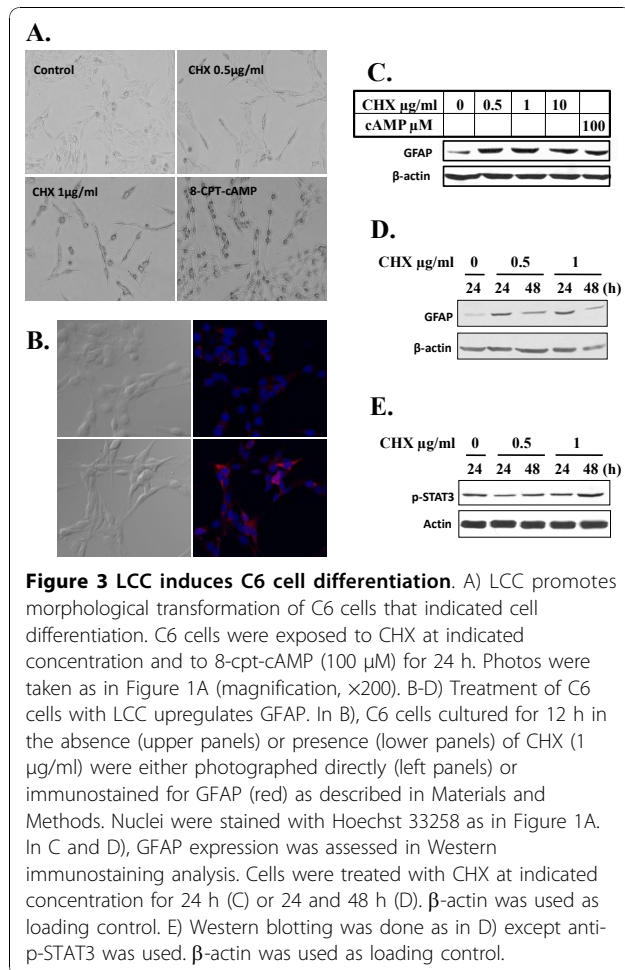 A.
Control
CHX 0.5µg/ml
CHX 1µg/ml
8-CPT-cAMP
B.
C.
CHX µg/ml 0 0.5 1 10
cAMP µM 100
GFAP
β-actin
D.
CHX µg/ml 0 0.5 1
24 24 48 24 48 (h)
GFAP
β-actin
E.
CHX µg/ml 0 0.5 1
24 24 48 24 48 (h)
p-STAT3
Actin
Figure 3 LCC induces C6 cell differentiation. A) LCC promotes
morphological transformation of C6 cells that indicated cell
differentiation. C6 cells were exposed to CHX at indicated
concentration and to 8-cpt-cAMP (100 μM) for 24 h. Photos were
taken as in Figure 1A (magnification, ×200). B-D) Treatment of C6
cells with LCC upregulates GFAP. In B), C6 cells cultured for 12 h in
the absence (upper panels) or presence (lower panels) of CHX (1
μg/ml) were either photographed directly (left panels) or
immunostained for GFAP (red) as described in Materials and
Methods. Nuclei were stained with Hoechst 33258 as in Figure 1A.
In C and D), GFAP expression was assessed in Western
immunostaining analysis. Cells were treated with CHX at indicated
concentration for 24 h (C) or 24 and 48 h (D). β-actin was used as
loading control. E) Western blotting was done as in D) except anti-
p-STAT3 was used. β-actin was used as loading control.